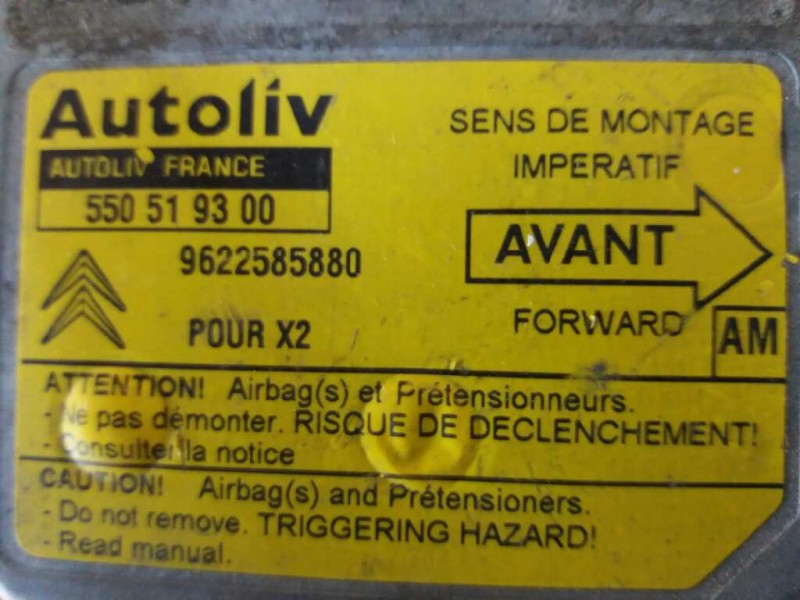 Autoliv
AUTOLIV FRANCE
550 51 93 00
9622585880
POUR X2
SENS DE MONTAGE
IMPERATIF
AVANT
FORWARD
AM
ATTENTION! Airbag(s) et Prétensionneurs.
- Ne pas démonter. RISQUE DE DECLENCHEMENT!
- Consulter la notice
CAUTION! Airbag(s) and Prétensioners.
- Do not remove. TRIGGERING HAZARD!
- Read manual.